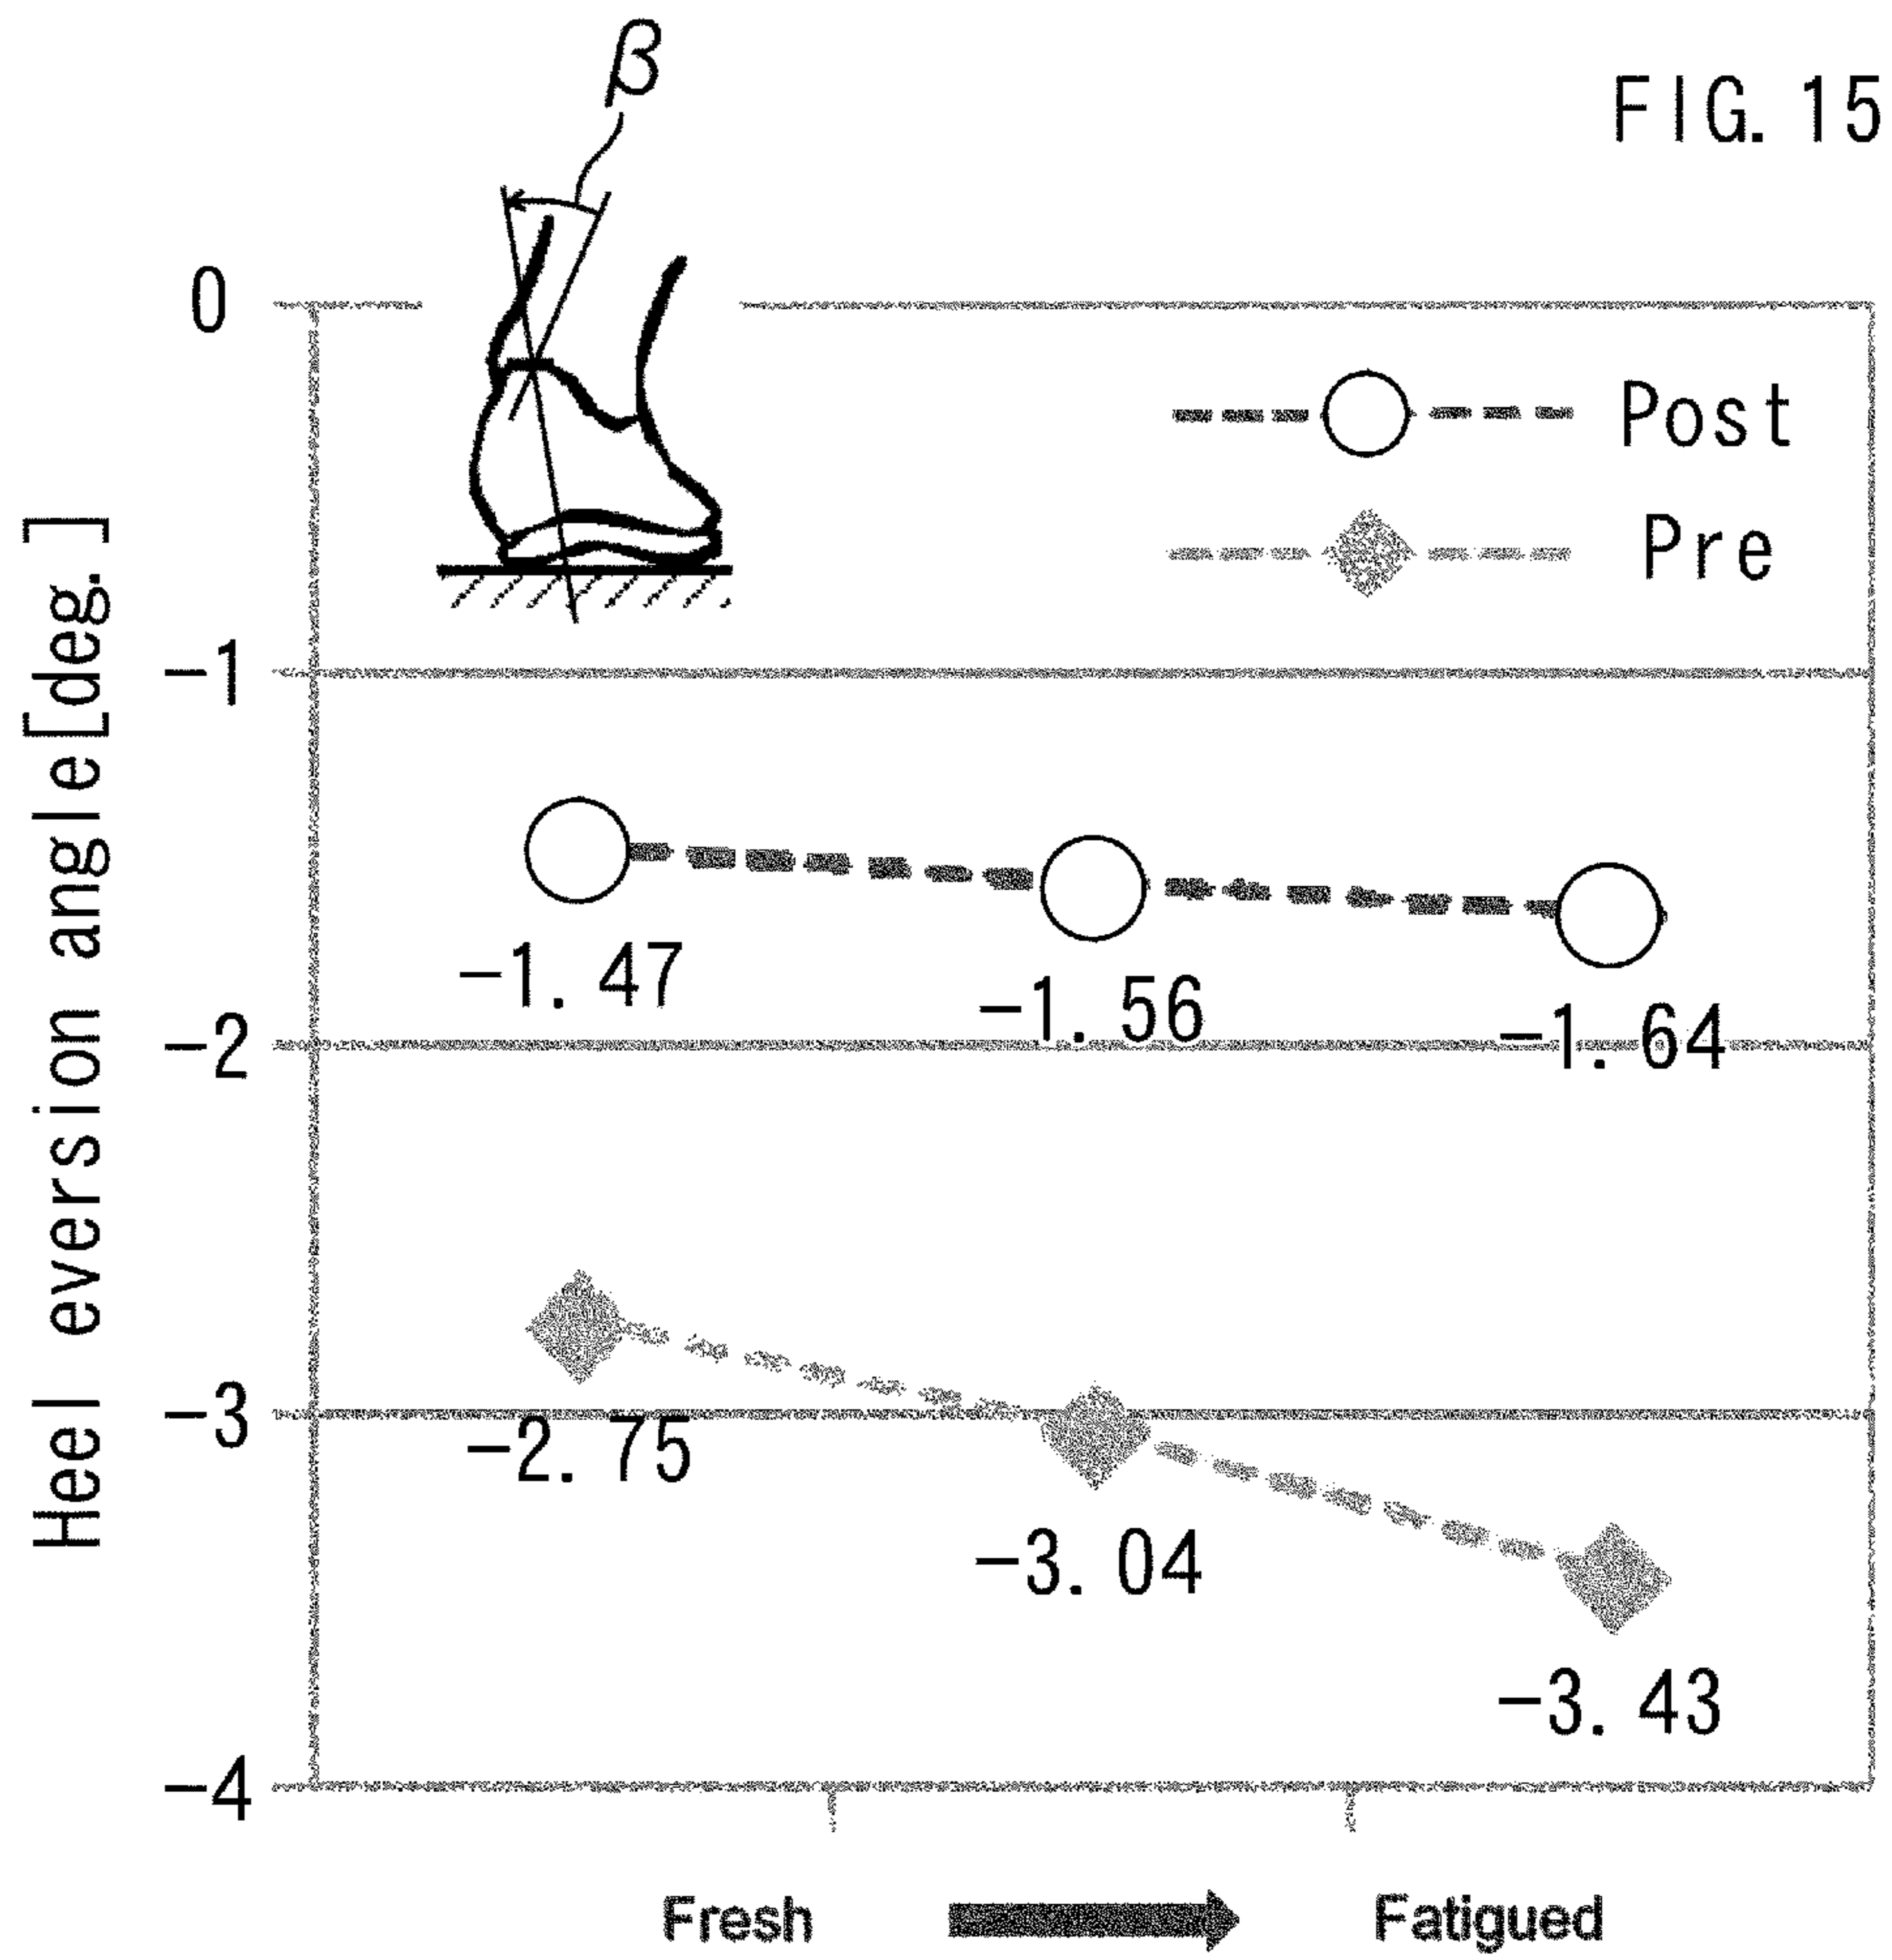 β
FIG. 15
0
Post
Pre
Heel eversion angle[deg.]
-1
-1.47
-1.56
-1.64
-2
-3
-2.75
-3.04
-3.43
-4
Fresh
Fatigued